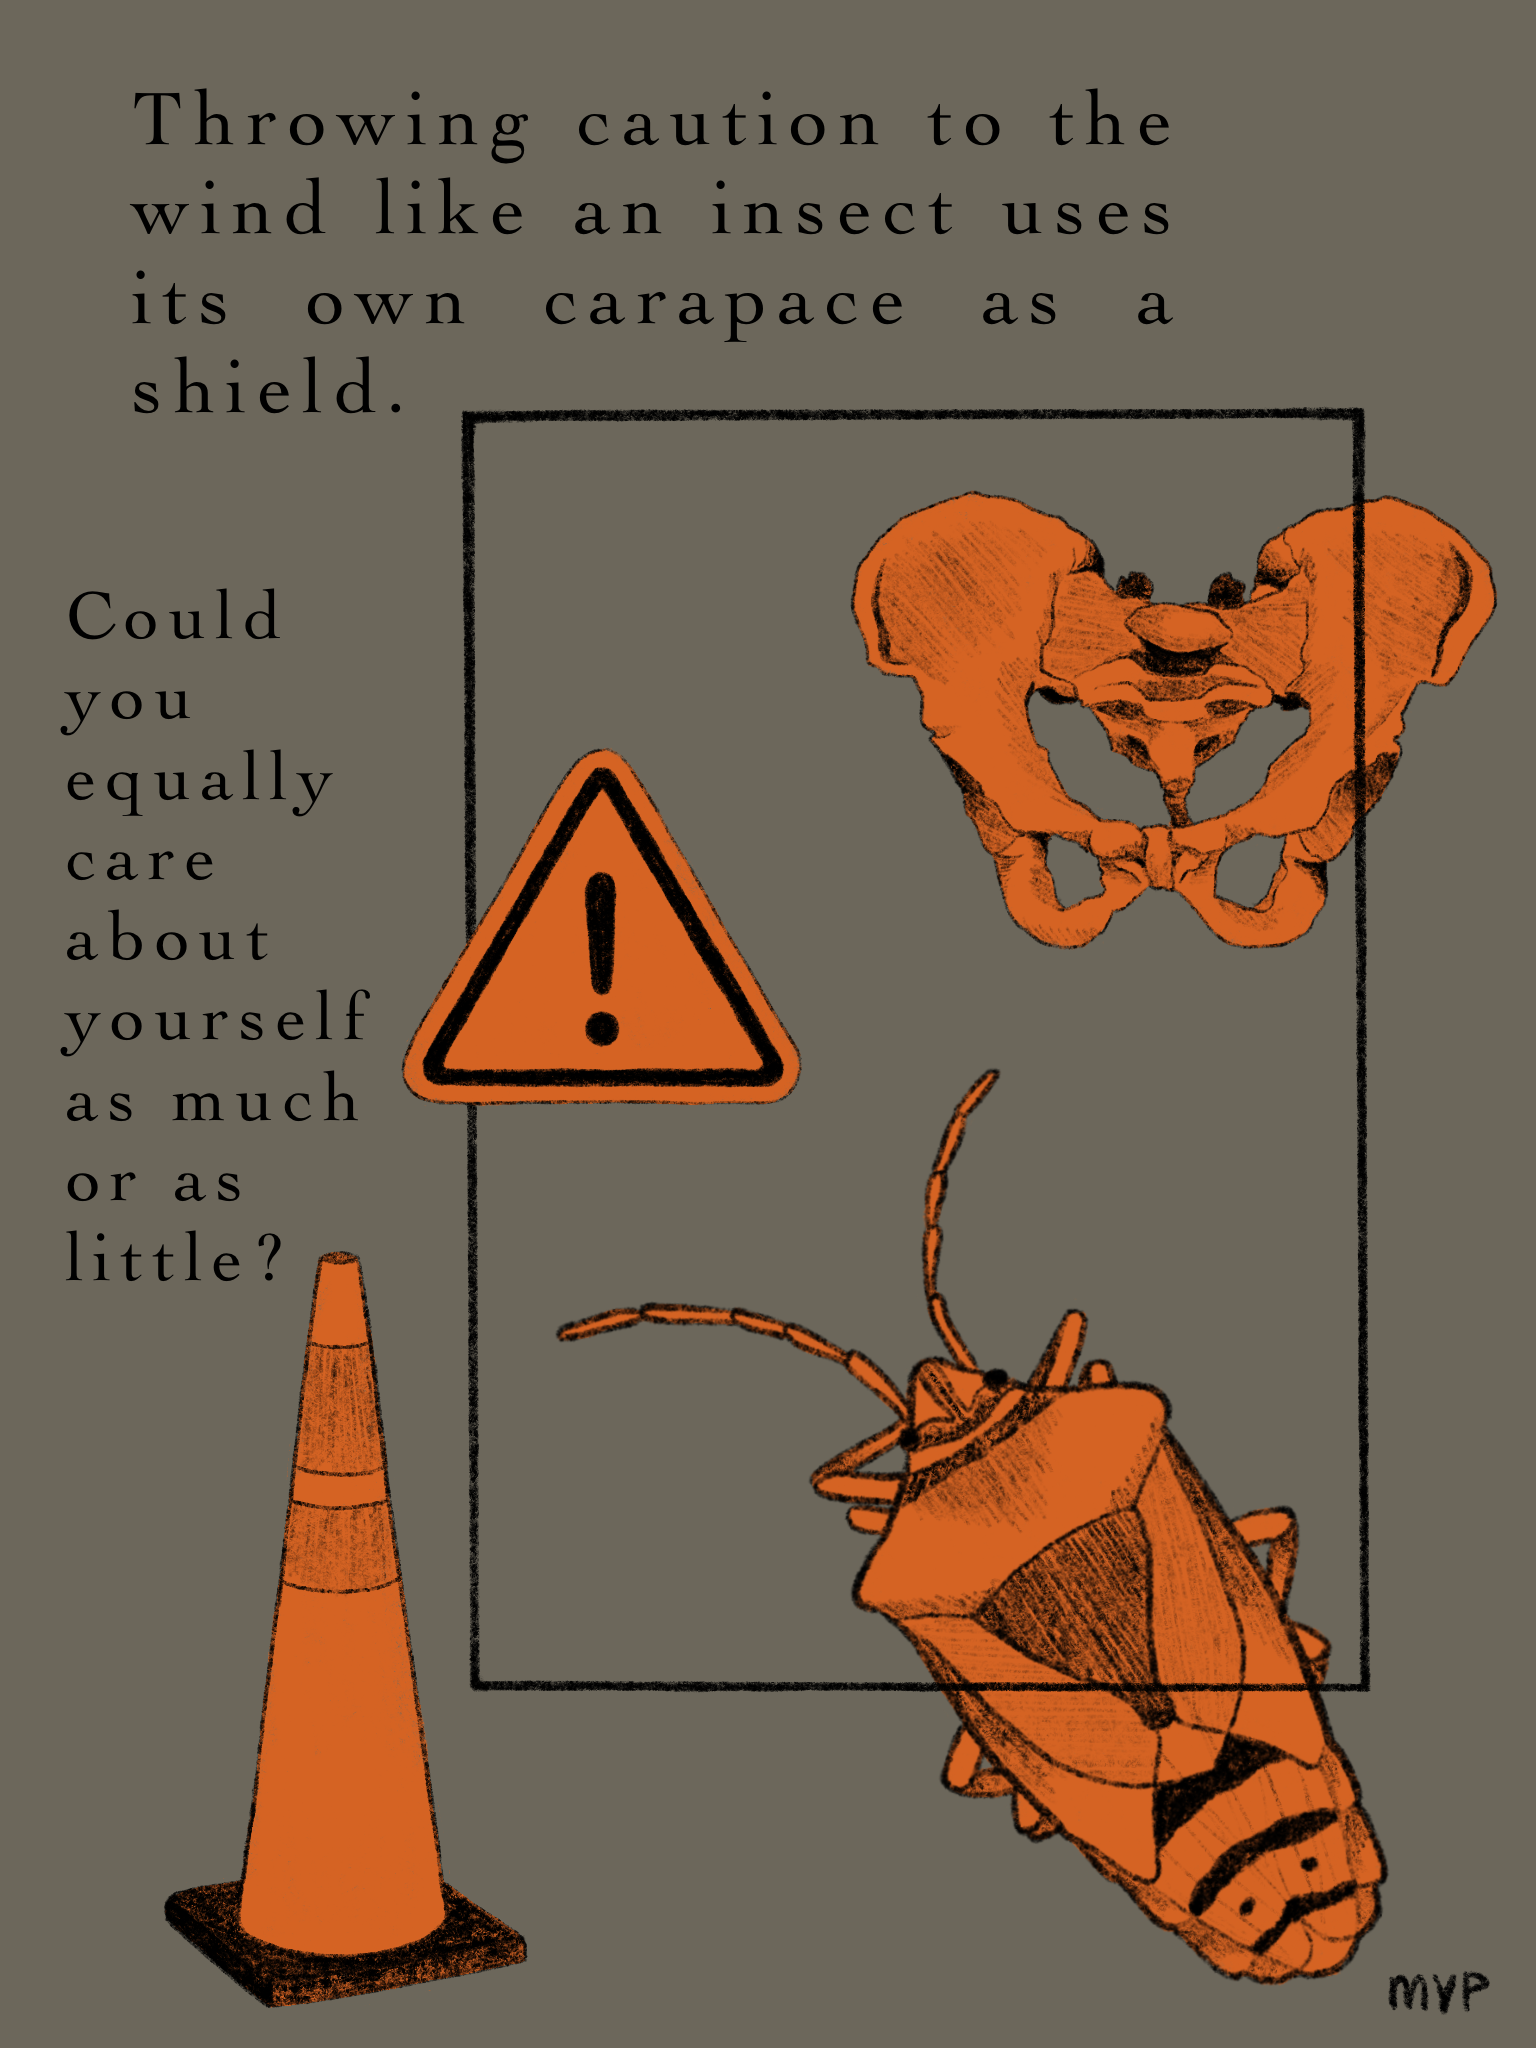 Throwing caution to the
wind like an insect uses
its own carapace as a
shield.
Could
you
equally
care
about
yourself
as much
or as
little?
!
MVP